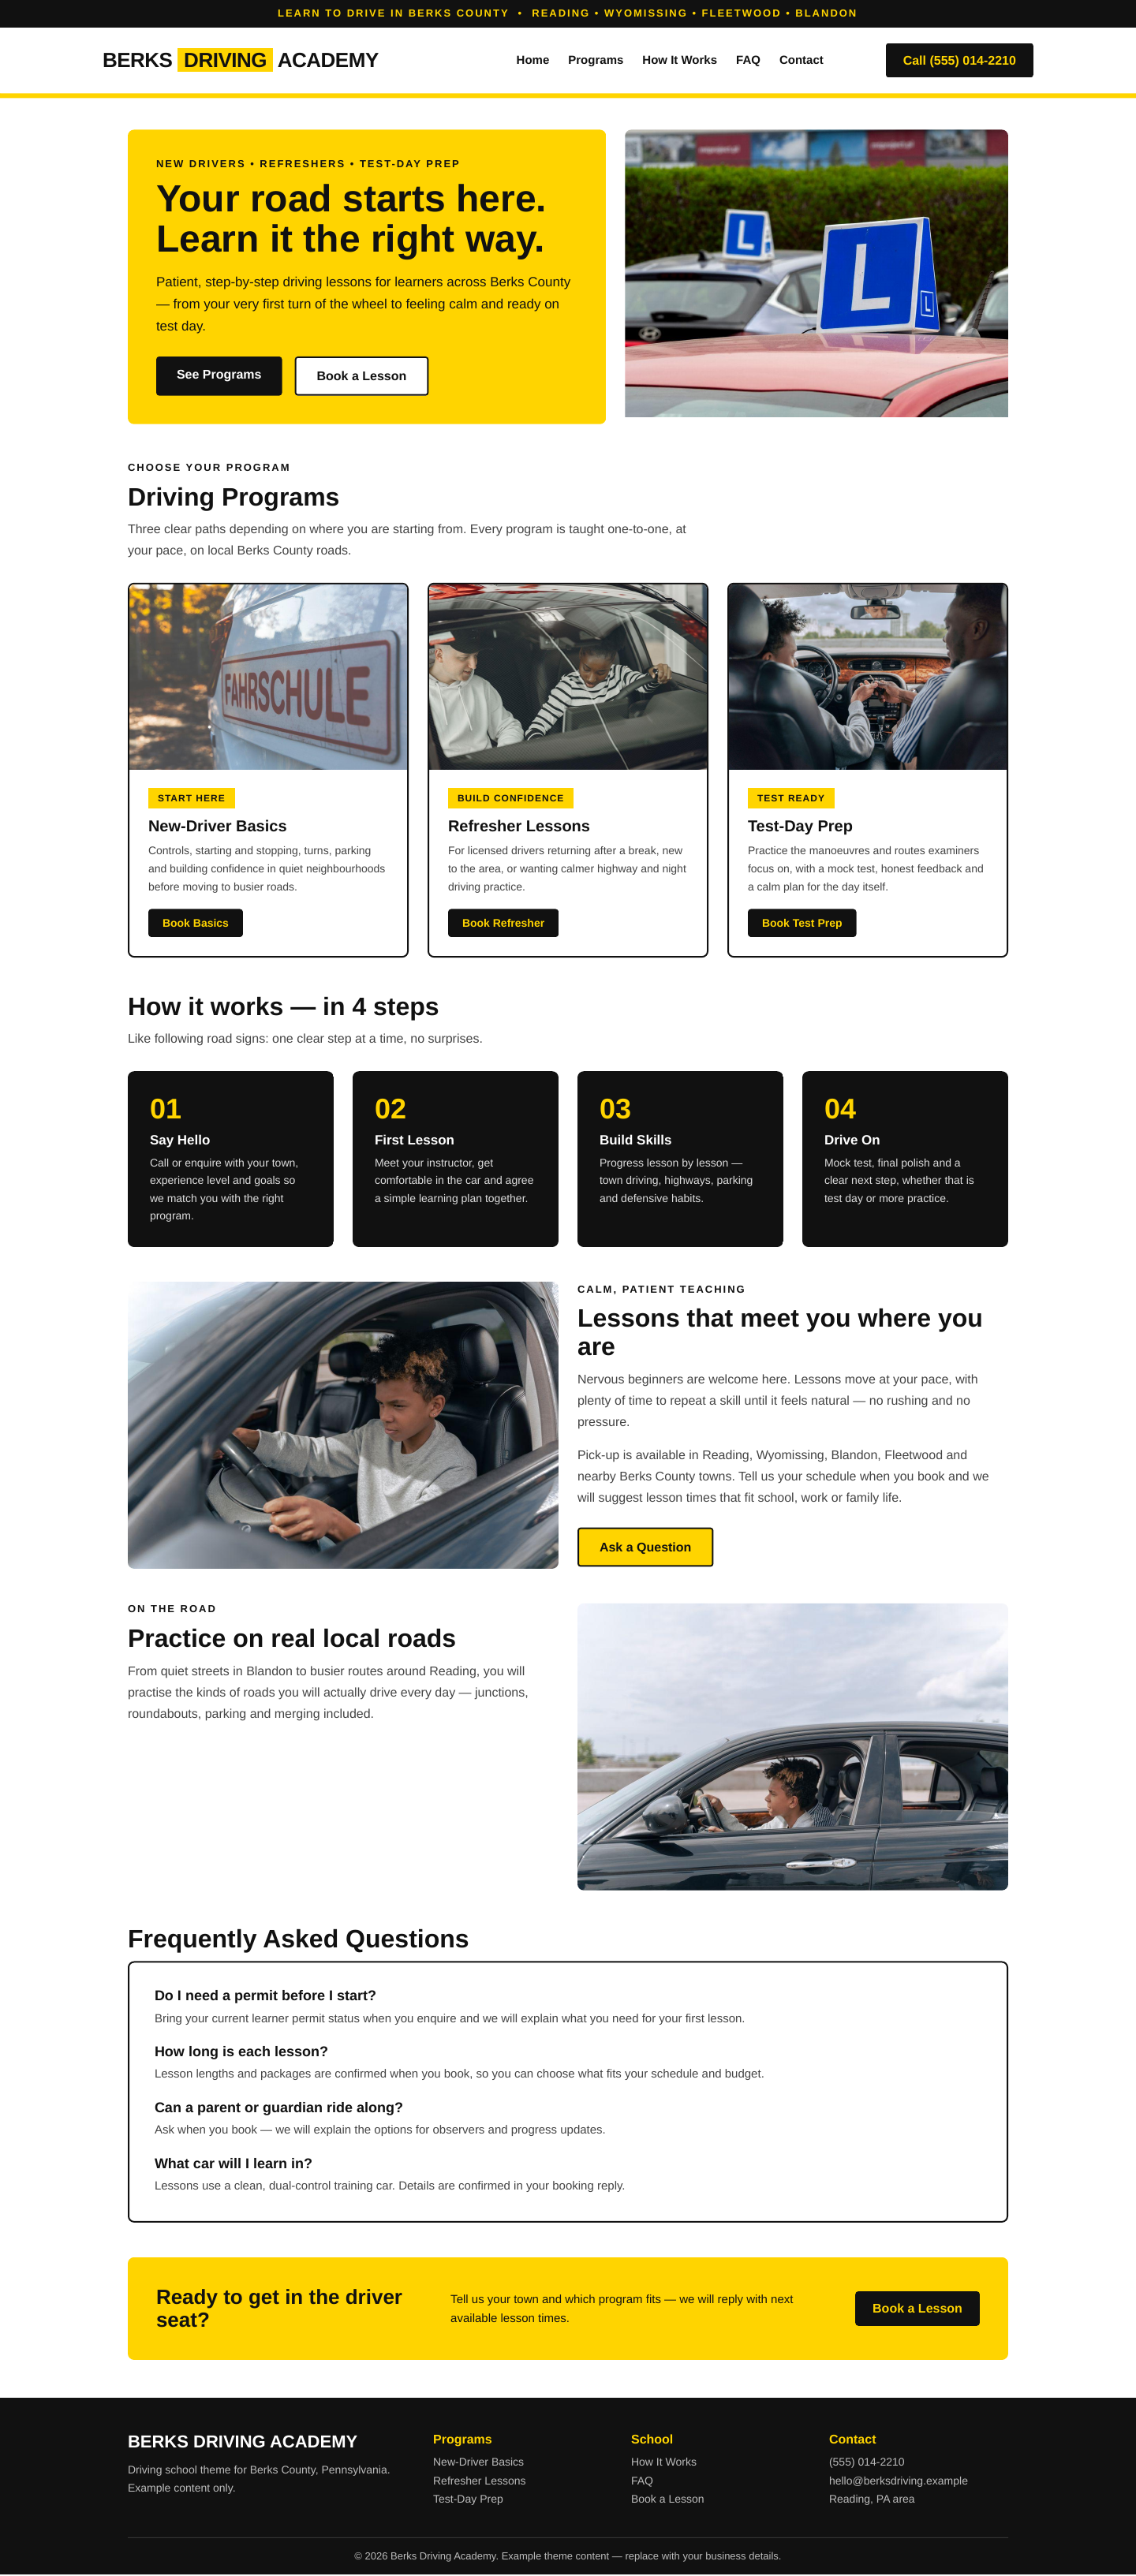 LEARN TO DRIVE IN BERKS COUNTY • READING • WYOMISSING • FLEETWOOD • BLANDON
BERKS DRIVING ACADEMY
Home Programs How It Works FAQ Contact
Call (555) 014-2210
NEW DRIVERS • REFRESHERS • TEST-DAY PREP
Your road starts here.
Learn it the right way.
Patient, step-by-step driving lessons for learners across Berks County
— from your very first turn of the wheel to feeling calm and ready on
test day.
See Programs
Book a Lesson
L
L
L
CHOOSE YOUR PROGRAM
Driving Programs
Three clear paths depending on where you are starting from. Every program is taught one-to-one, at
your pace, on local Berks County roads.
FAHRSCHULE
START HERE
New-Driver Basics
Controls, starting and stopping, turns, parking
and building confidence in quiet neighbourhoods
before moving to busier roads.
Book Basics
BUILD CONFIDENCE
Refresher Lessons
For licensed drivers returning after a break, new
to the area, or wanting calmer highway and night
driving practice.
Book Refresher
TEST READY
Test-Day Prep
Practice the manoeuvres and routes examiners
focus on, with a mock test, honest feedback and
a calm plan for the day itself.
Book Test Prep
How it works — in 4 steps
Like following road signs: one clear step at a time, no surprises.
01
Say Hello
Call or enquire with your town,
experience level and goals so
we match you with the right
program.
02
First Lesson
Meet your instructor, get
comfortable in the car and agree
a simple learning plan together.
03
Build Skills
Progress lesson by lesson —
town driving, highways, parking
and defensive habits.
04
Drive On
Mock test, final polish and a
clear next step, whether that is
test day or more practice.
CALM, PATIENT TEACHING
Lessons that meet you where you
are
Nervous beginners are welcome here. Lessons move at your pace, with
plenty of time to repeat a skill until it feels natural — no rushing and no
pressure.
Pick-up is available in Reading, Wyomissing, Blandon, Fleetwood and
nearby Berks County towns. Tell us your schedule when you book and we
will suggest lesson times that fit school, work or family life.
Ask a Question
ON THE ROAD
Practice on real local roads
From quiet streets in Blandon to busier routes around Reading, you will
practise the kinds of roads you will actually drive every day — junctions,
roundabouts, parking and merging included.
Frequently Asked Questions
Do I need a permit before I start?
Bring your current learner permit status when you enquire and we will explain what you need for your first lesson.
How long is each lesson?
Lesson lengths and packages are confirmed when you book, so you can choose what fits your schedule and budget.
Can a parent or guardian ride along?
Ask when you book — we will explain the options for observers and progress updates.
What car will I learn in?
Lessons use a clean, dual-control training car. Details are confirmed in your booking reply.
Ready to get in the driver
seat?
Tell us your town and which program fits — we will reply with next
available lesson times.
Book a Lesson
BERKS DRIVING ACADEMY
Driving school theme for Berks County, Pennsylvania.
Example content only.
Programs
New-Driver Basics
Refresher Lessons
Test-Day Prep
School
How It Works
FAQ
Book a Lesson
Contact
(555) 014-2210
hello@berksdriving.example
Reading, PA area
© 2026 Berks Driving Academy. Example theme content — replace with your business details.